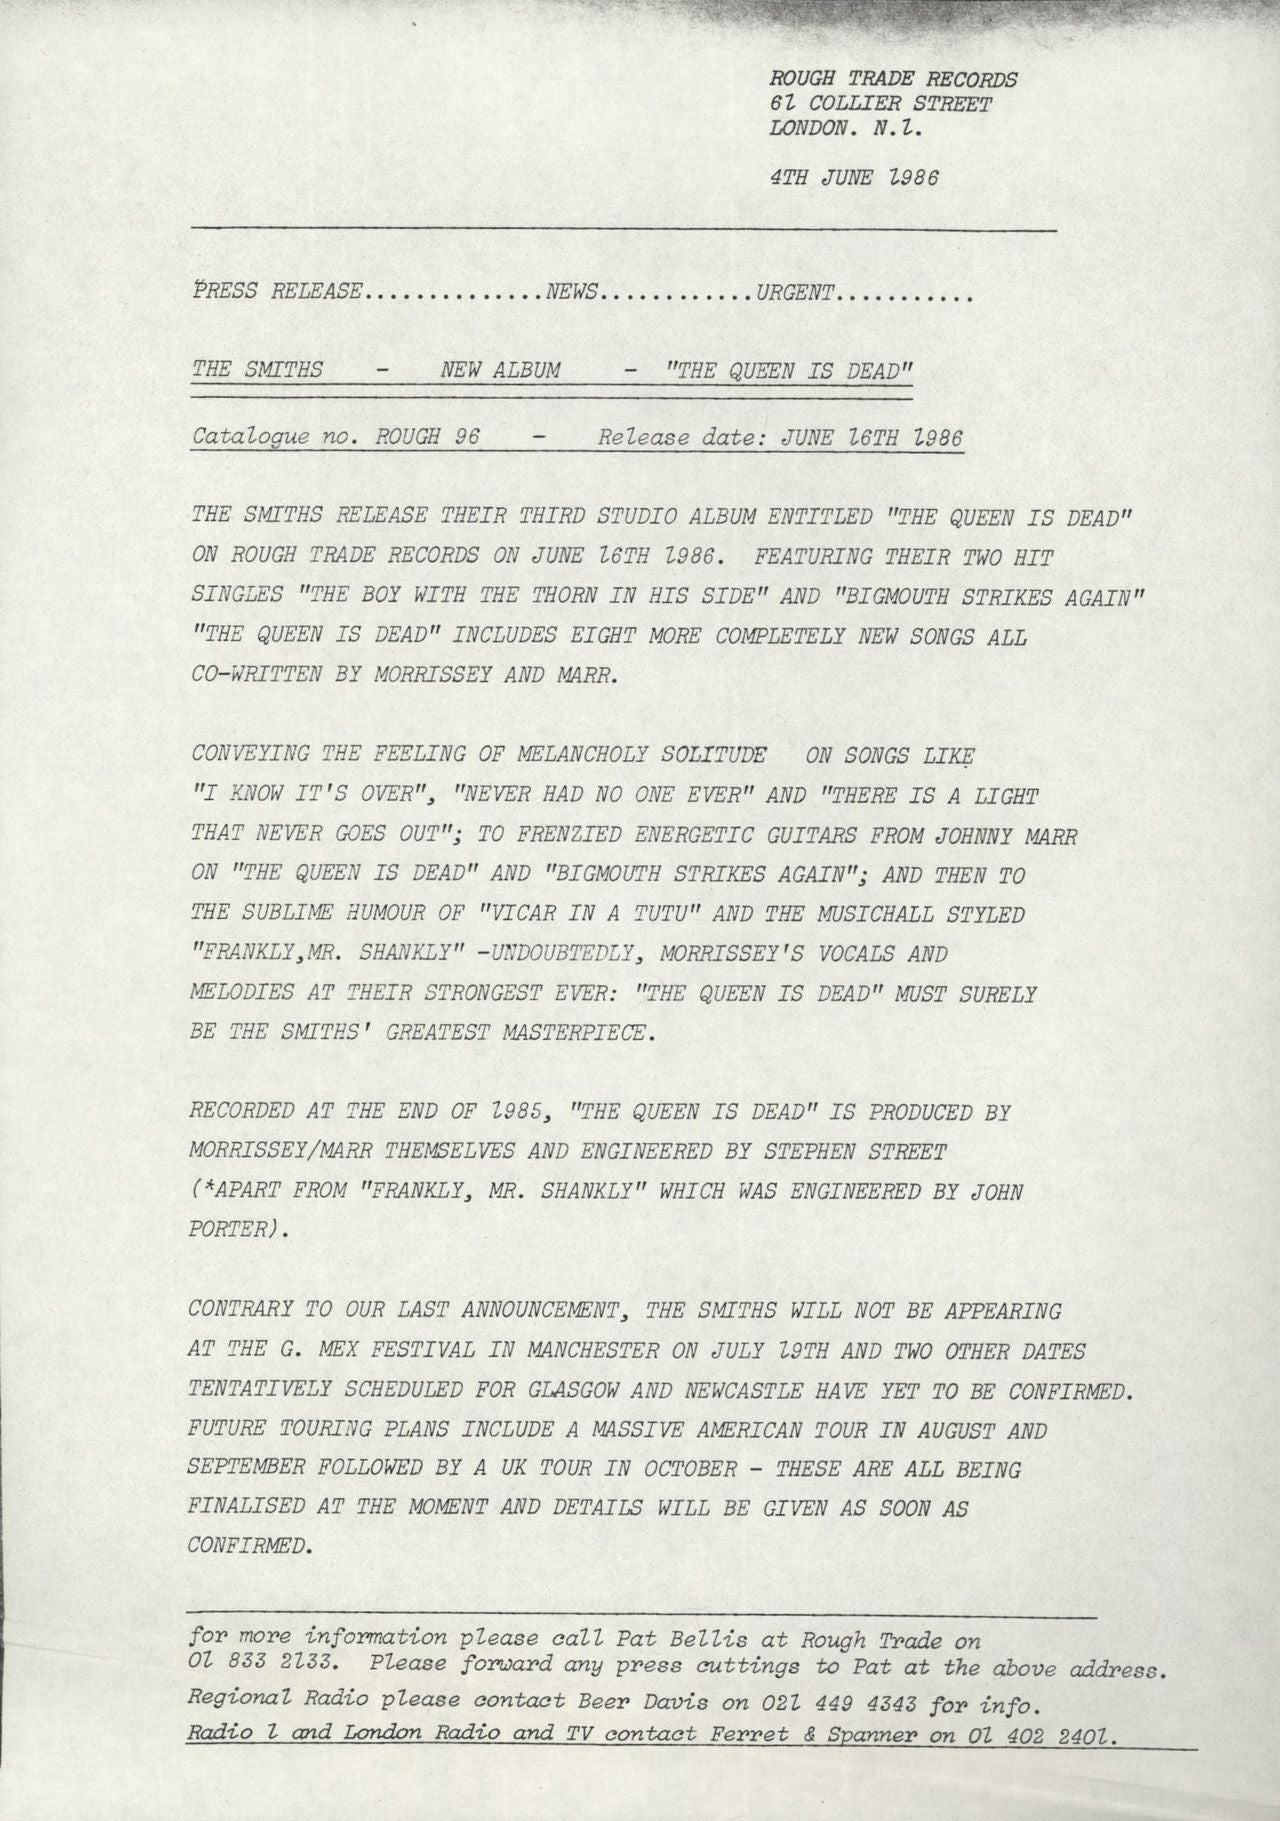 ROUGH TRADE RECORDS
61 COLLIER STREET
LONDON. N.1.
4TH JUNE 1986
PRESS RELEASE..............NEWS............URGENT...........
THE SMITHS - NEW ALBUM - "THE QUEEN IS DEAD"
Catalogue no. ROUGH 96 - Release date: JUNE 16TH 1986
THE SMITHS RELEASE THEIR THIRD STUDIO ALBUM ENTITLED "THE QUEEN IS DEAD"
ON ROUGH TRADE RECORDS ON JUNE 16TH 1986. FEATURING THEIR TWO HIT
SINGLES "THE BOY WITH THE THORN IN HIS SIDE" AND "BIGMOUTH STRIKES AGAIN"
"THE QUEEN IS DEAD" INCLUDES EIGHT MORE COMPLETELY NEW SONGS ALL
CO-WRITTEN BY MORRISSEY AND MARR.
CONVEYING THE FEELING OF MELANCHOLY SOLITUDE ON SONGS LIKE
"I KNOW IT'S OVER", "NEVER HAD NO ONE EVER" AND "THERE IS A LIGHT
THAT NEVER GOES OUT"; TO FRENZIED ENERGETIC GUITARS FROM JOHNNY MARR
ON "THE QUEEN IS DEAD" AND "BIGMOUTH STRIKES AGAIN"; AND THEN TO
THE SUBLIME HUMOUR OF "VICAR IN A TUTU" AND THE MUSICHALL STYLED
"FRANKLY,MR. SHANKLY" -UNDOUBTEDLY, MORRISSEY'S VOCALS AND
MELODIES AT THEIR STRONGEST EVER: "THE QUEEN IS DEAD" MUST SURELY
BE THE SMITHS' GREATEST MASTERPIECE.
RECORDED AT THE END OF 1985, "THE QUEEN IS DEAD" IS PRODUCED BY
MORRISSEY/MARR THEMSELVES AND ENGINEERED BY STEPHEN STREET
(*APART FROM "FRANKLY, MR. SHANKLY" WHICH WAS ENGINEERED BY JOHN
PORTER).
CONTRARY TO OUR LAST ANNOUNCEMENT, THE SMITHS WILL NOT BE APPEARING
AT THE G. MEX FESTIVAL IN MANCHESTER ON JULY 19TH AND TWO OTHER DATES
TENTATIVELY SCHEDULED FOR GLASGOW AND NEWCASTLE HAVE YET TO BE CONFIRMED.
FUTURE TOURING PLANS INCLUDE A MASSIVE AMERICAN TOUR IN AUGUST AND
SEPTEMBER FOLLOWED BY A UK TOUR IN OCTOBER - THESE ARE ALL BEING
FINALISED AT THE MOMENT AND DETAILS WILL BE GIVEN AS SOON AS
CONFIRMED.
for more information please call Pat Bellis at Rough Trade on
01 833 2133. Please forward any press cuttings to Pat at the above address.
Regional Radio please contact Beer Davis on 021 449 4343 for info.
Radio 1 and London Radio and TV contact Ferret & Spanner on 01 402 2401.